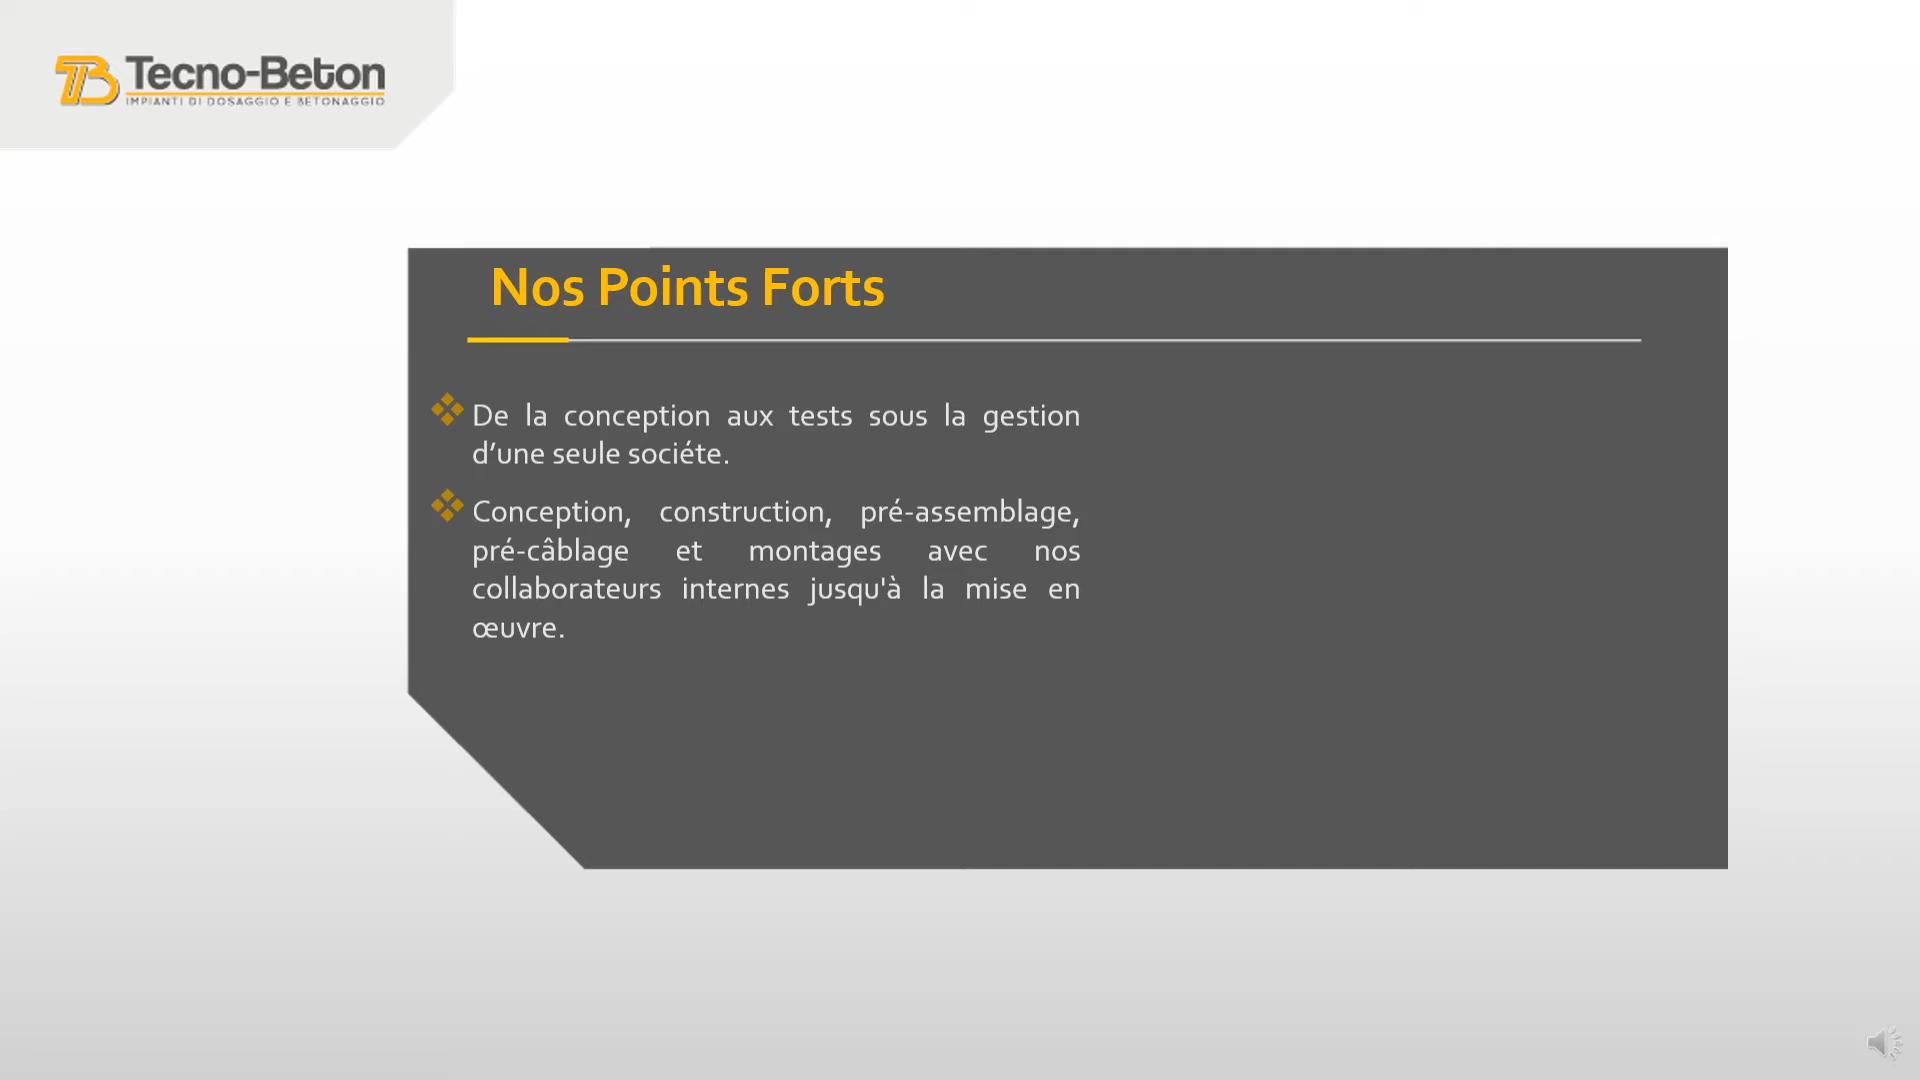 Tecno-Beton
IMPIANTI DI DOSAGGIO E BETONAGGIO
Nos Points Forts
De la conception aux tests sous la gestion
d’une seule sociéte.
Conception, construction, pré-assemblage,
pré-câblage et montages avec nos
collaborateurs internes jusqu'à la mise en
œuvre.